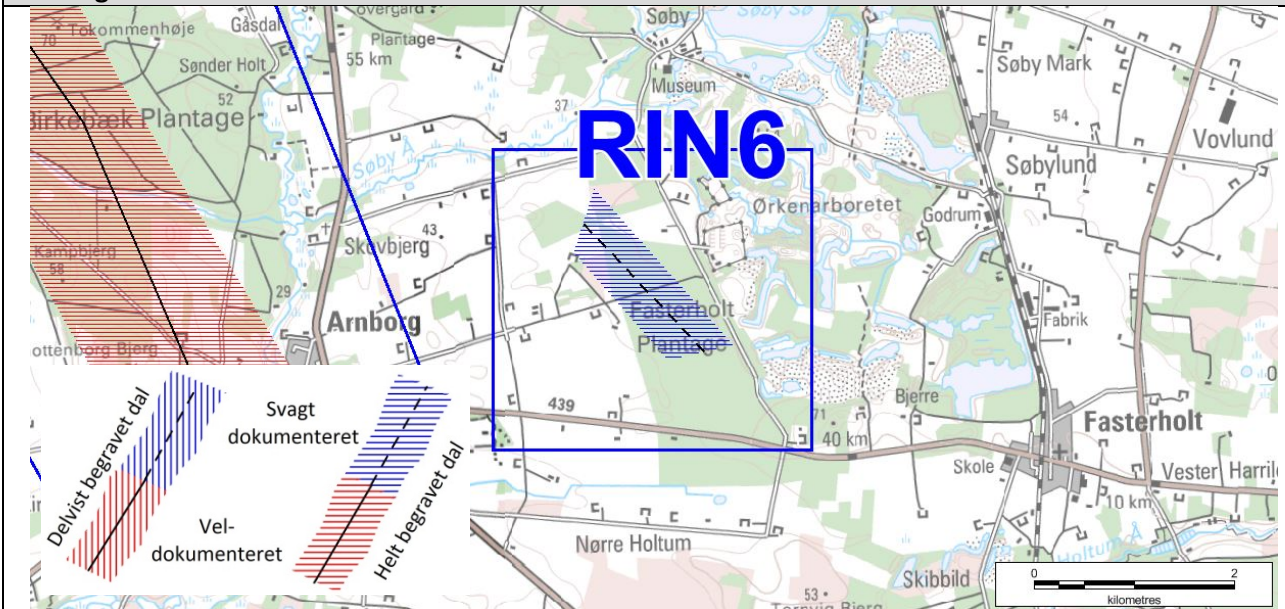 Tokommenhøje
70
Gåsdal
54
overgård
Plantage
55 km
Sønder Holt
52
Birkebæk Plantage
Søby
Søby Sø
Museum
37
Søby Mark
54
Vovlund
Søbylund
RIN6
Søby Å
Ørkenarboretet
Godrum
43
Skovbjerg
Kampbjerg
58
29
Arnborg
Fasterholt
Plantage
Fabrik
ottenborg Bjerg
439
71
40 km
Bjerre
Fasterholt
Skole
Vester Harrild
10 km
Nørre Holtum
Holtum Å
Skibbild
53
Delvist begravet dal
Svagt
dokumenteret
Vel-
dokumenteret
Helt begravet dal
0
2
kilometres